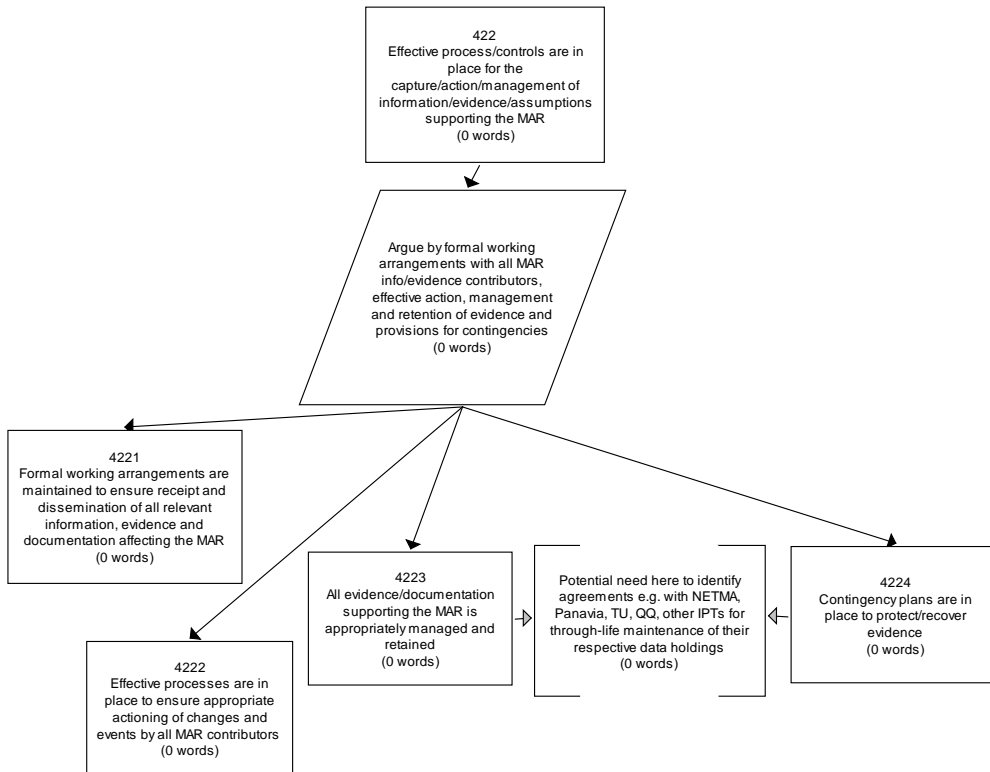 422
Effective process/controls are in
place for the
capture/action/management of
information/evidence/assumptions
supporting the MAR
(0 words)
Argue by formal working
arrangements with all MAR
info/evidence contributors,
effective action, management
and retention of evidence and
provisions for contingencies
(0 words)
4221
Formal working arrangements are
maintained to ensure receipt and
dissemination of all relevant
information, evidence and
documentation affecting the MAR
(0 words)
4222
Effective processes are in
place to ensure appropriate
actioning of changes and
events by all MAR contributors
(0 words)
4223
All evidence/documentation
supporting the MAR is
appropriately managed and
retained
(0 words)
Potential need here to identify
agreements e.g. with NETMA,
Panavia, TU, QQ, other IPTs for
through-life maintenance of their
respective data holdings
(0 words)
4224
Contingency plans are in
place to protect/recover
evidence
(0 words)